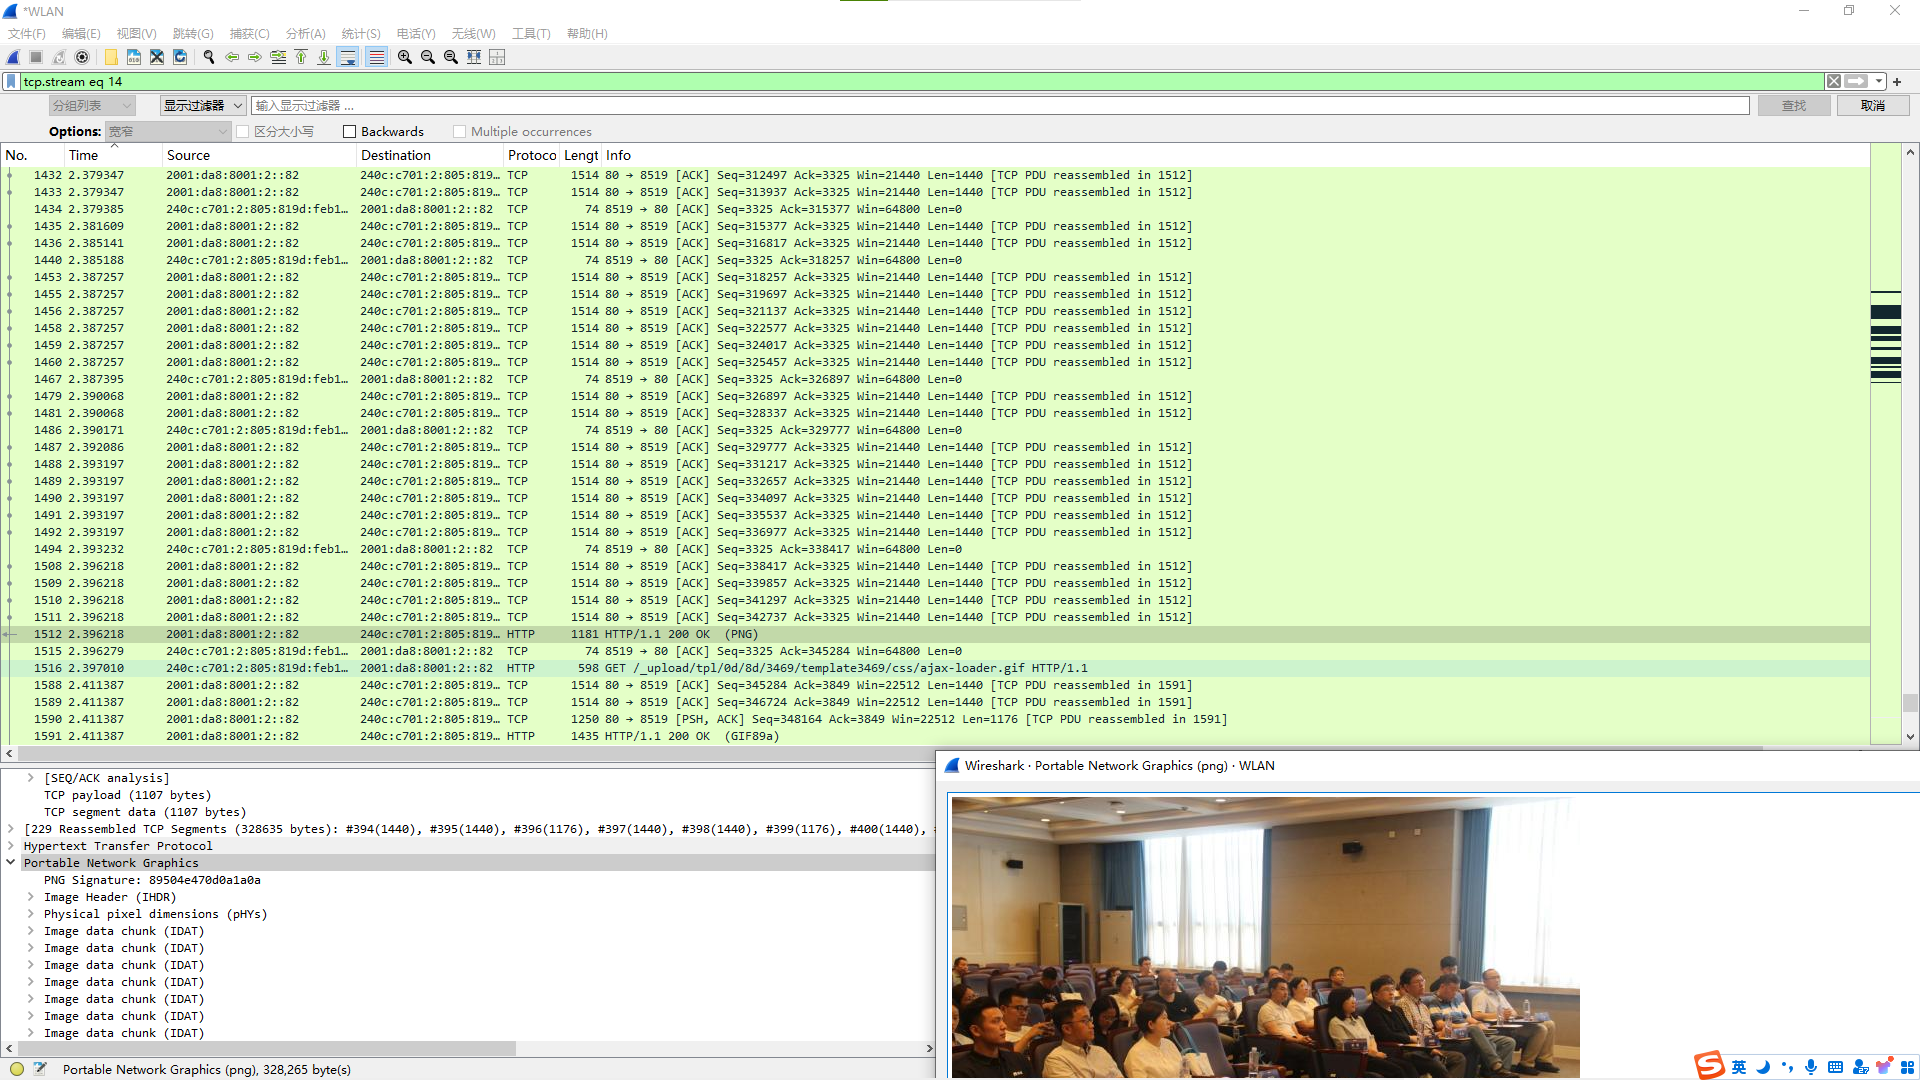 *WLAN
文件(F) 编辑(E) 视图(V) 跳转(G) 捕获(C) 分析(A) 统计(S) 电话(Y) 无线(W) 工具(T) 帮助(H)
tcp.stream eq 14
分组列表 显示过滤器 输入显示过滤器 … 查找 取消
Options: 宽窄 区分大小写 Backwards Multiple occurrences
No. Time Source Destination Protoco Lengt Info
1432 2.379347 2001:da8:8001:2::82 240c:c701:2:805:819… TCP 1514 80 → 8519 [ACK] Seq=312497 Ack=3325 Win=21440 Len=1440 [TCP PDU reassembled in 1512]
1433 2.379347 2001:da8:8001:2::82 240c:c701:2:805:819… TCP 1514 80 → 8519 [ACK] Seq=313937 Ack=3325 Win=21440 Len=1440 [TCP PDU reassembled in 1512]
1434 2.379385 240c:c701:2:805:819d:feb1… 2001:da8:8001:2::82 TCP 74 8519 → 80 [ACK] Seq=3325 Ack=315377 Win=64800 Len=0
1435 2.381609 2001:da8:8001:2::82 240c:c701:2:805:819… TCP 1514 80 → 8519 [ACK] Seq=315377 Ack=3325 Win=21440 Len=1440 [TCP PDU reassembled in 1512]
1436 2.385141 2001:da8:8001:2::82 240c:c701:2:805:819… TCP 1514 80 → 8519 [ACK] Seq=316817 Ack=3325 Win=21440 Len=1440 [TCP PDU reassembled in 1512]
1440 2.385188 240c:c701:2:805:819d:feb1… 2001:da8:8001:2::82 TCP 74 8519 → 80 [ACK] Seq=3325 Ack=318257 Win=64800 Len=0
1453 2.387257 2001:da8:8001:2::82 240c:c701:2:805:819… TCP 1514 80 → 8519 [ACK] Seq=318257 Ack=3325 Win=21440 Len=1440 [TCP PDU reassembled in 1512]
1455 2.387257 2001:da8:8001:2::82 240c:c701:2:805:819… TCP 1514 80 → 8519 [ACK] Seq=319697 Ack=3325 Win=21440 Len=1440 [TCP PDU reassembled in 1512]
1456 2.387257 2001:da8:8001:2::82 240c:c701:2:805:819… TCP 1514 80 → 8519 [ACK] Seq=321137 Ack=3325 Win=21440 Len=1440 [TCP PDU reassembled in 1512]
1458 2.387257 2001:da8:8001:2::82 240c:c701:2:805:819… TCP 1514 80 → 8519 [ACK] Seq=322577 Ack=3325 Win=21440 Len=1440 [TCP PDU reassembled in 1512]
1459 2.387257 2001:da8:8001:2::82 240c:c701:2:805:819… TCP 1514 80 → 8519 [ACK] Seq=324017 Ack=3325 Win=21440 Len=1440 [TCP PDU reassembled in 1512]
1460 2.387257 2001:da8:8001:2::82 240c:c701:2:805:819… TCP 1514 80 → 8519 [ACK] Seq=325457 Ack=3325 Win=21440 Len=1440 [TCP PDU reassembled in 1512]
1467 2.387395 240c:c701:2:805:819d:feb1… 2001:da8:8001:2::82 TCP 74 8519 → 80 [ACK] Seq=3325 Ack=326897 Win=64800 Len=0
1479 2.390068 2001:da8:8001:2::82 240c:c701:2:805:819… TCP 1514 80 → 8519 [ACK] Seq=326897 Ack=3325 Win=21440 Len=1440 [TCP PDU reassembled in 1512]
1481 2.390068 2001:da8:8001:2::82 240c:c701:2:805:819… TCP 1514 80 → 8519 [ACK] Seq=328337 Ack=3325 Win=21440 Len=1440 [TCP PDU reassembled in 1512]
1486 2.390171 240c:c701:2:805:819d:feb1… 2001:da8:8001:2::82 TCP 74 8519 → 80 [ACK] Seq=3325 Ack=329777 Win=64800 Len=0
1487 2.392086 2001:da8:8001:2::82 240c:c701:2:805:819… TCP 1514 80 → 8519 [ACK] Seq=329777 Ack=3325 Win=21440 Len=1440 [TCP PDU reassembled in 1512]
1488 2.393197 2001:da8:8001:2::82 240c:c701:2:805:819… TCP 1514 80 → 8519 [ACK] Seq=331217 Ack=3325 Win=21440 Len=1440 [TCP PDU reassembled in 1512]
1489 2.393197 2001:da8:8001:2::82 240c:c701:2:805:819… TCP 1514 80 → 8519 [ACK] Seq=332657 Ack=3325 Win=21440 Len=1440 [TCP PDU reassembled in 1512]
1490 2.393197 2001:da8:8001:2::82 240c:c701:2:805:819… TCP 1514 80 → 8519 [ACK] Seq=334097 Ack=3325 Win=21440 Len=1440 [TCP PDU reassembled in 1512]
1491 2.393197 2001:da8:8001:2::82 240c:c701:2:805:819… TCP 1514 80 → 8519 [ACK] Seq=335537 Ack=3325 Win=21440 Len=1440 [TCP PDU reassembled in 1512]
1492 2.393197 2001:da8:8001:2::82 240c:c701:2:805:819… TCP 1514 80 → 8519 [ACK] Seq=336977 Ack=3325 Win=21440 Len=1440 [TCP PDU reassembled in 1512]
1494 2.393232 240c:c701:2:805:819d:feb1… 2001:da8:8001:2::82 TCP 74 8519 → 80 [ACK] Seq=3325 Ack=338417 Win=64800 Len=0
1508 2.396218 2001:da8:8001:2::82 240c:c701:2:805:819… TCP 1514 80 → 8519 [ACK] Seq=338417 Ack=3325 Win=21440 Len=1440 [TCP PDU reassembled in 1512]
1509 2.396218 2001:da8:8001:2::82 240c:c701:2:805:819… TCP 1514 80 → 8519 [ACK] Seq=339857 Ack=3325 Win=21440 Len=1440 [TCP PDU reassembled in 1512]
1510 2.396218 2001:da8:8001:2::82 240c:c701:2:805:819… TCP 1514 80 → 8519 [ACK] Seq=341297 Ack=3325 Win=21440 Len=1440 [TCP PDU reassembled in 1512]
1511 2.396218 2001:da8:8001:2::82 240c:c701:2:805:819… TCP 1514 80 → 8519 [ACK] Seq=342737 Ack=3325 Win=21440 Len=1440 [TCP PDU reassembled in 1512]
1512 2.396218 2001:da8:8001:2::82 240c:c701:2:805:819… HTTP 1181 HTTP/1.1 200 OK (PNG)
1515 2.396279 240c:c701:2:805:819d:feb1… 2001:da8:8001:2::82 TCP 74 8519 → 80 [ACK] Seq=3325 Ack=345284 Win=64800 Len=0
1516 2.397010 240c:c701:2:805:819d:feb1… 2001:da8:8001:2::82 HTTP 598 GET /_upload/tpl/0d/8d/3469/template3469/css/ajax-loader.gif HTTP/1.1
1588 2.411387 2001:da8:8001:2::82 240c:c701:2:805:819… TCP 1514 80 → 8519 [ACK] Seq=345284 Ack=3849 Win=22512 Len=1440 [TCP PDU reassembled in 1591]
1589 2.411387 2001:da8:8001:2::82 240c:c701:2:805:819… TCP 1514 80 → 8519 [ACK] Seq=346724 Ack=3849 Win=22512 Len=1440 [TCP PDU reassembled in 1591]
1590 2.411387 2001:da8:8001:2::82 240c:c701:2:805:819… TCP 1250 80 → 8519 [PSH, ACK] Seq=348164 Ack=3849 Win=22512 Len=1176 [TCP PDU reassembled in 1591]
1591 2.411387 2001:da8:8001:2::82 240c:c701:2:805:819… HTTP 1435 HTTP/1.1 200 OK (GIF89a)
Wireshark · Portable Network Graphics (png) · WLAN
[SEQ/ACK analysis]
TCP payload (1107 bytes)
TCP segment data (1107 bytes)
[229 Reassembled TCP Segments (328635 bytes): #394(1440), #395(1440), #396(1176), #397(1440), #398(1440), #399(1176), #400(1440),
Hypertext Transfer Protocol
Portable Network Graphics
PNG Signature: 89504e470d0a1a0a
Image Header (IHDR)
Physical pixel dimensions (pHYs)
Image data chunk (IDAT)
Image data chunk (IDAT)
Image data chunk (IDAT)
Image data chunk (IDAT)
Image data chunk (IDAT)
Image data chunk (IDAT)
Image data chunk (IDAT)
Portable Network Graphics (png), 328,265 byte(s)
英